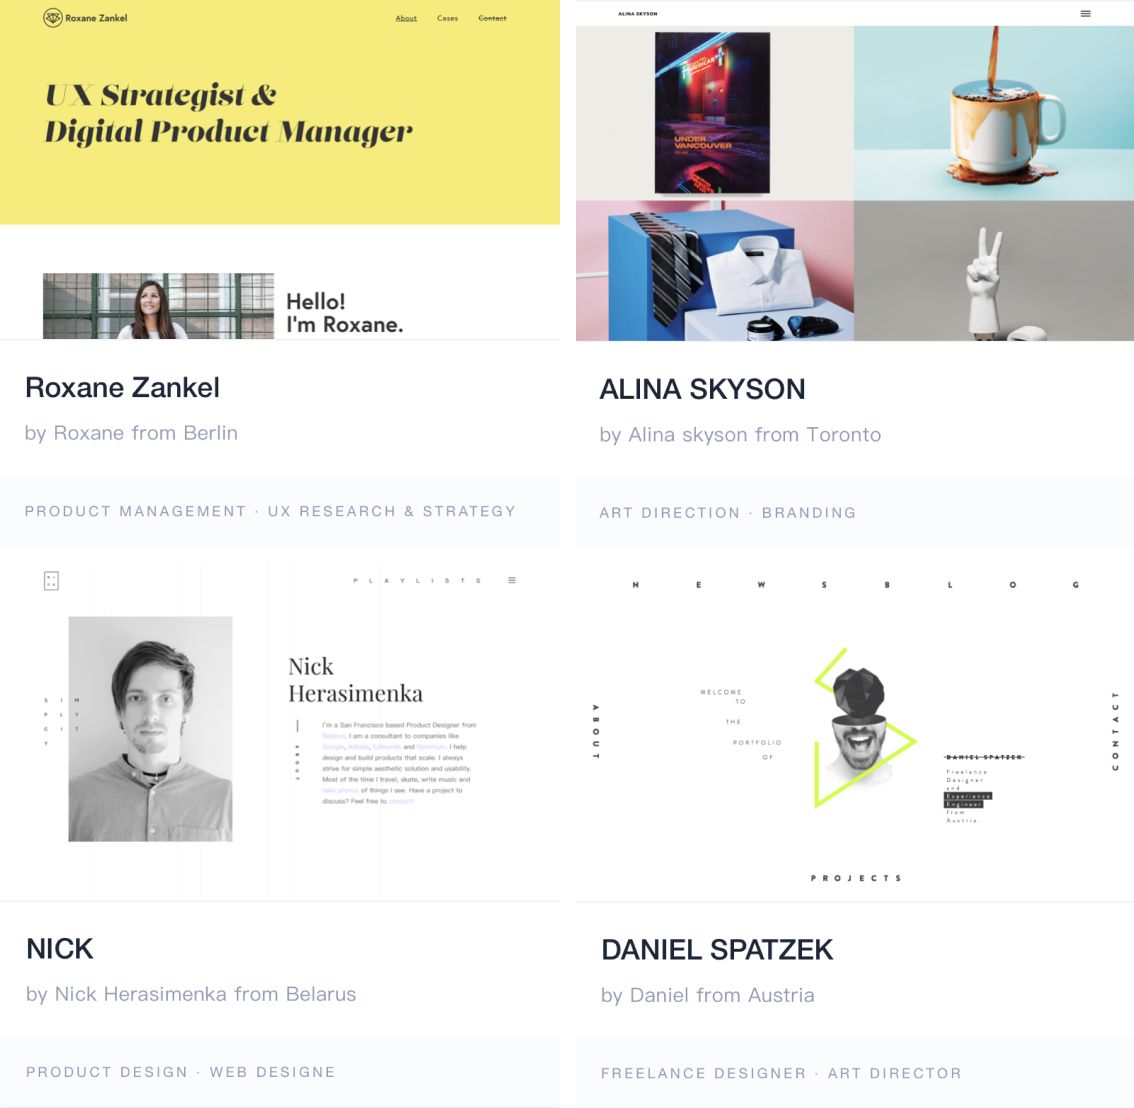 Roxane Zankel
About Cases Contact
UX Strategist &
Digital Product Manager
Hello!
I'm Roxane.
Roxane Zankel
by Roxane from Berlin
PRODUCT MANAGEMENT · UX RESEARCH & STRATEGY
ALINA SKYSON
UNDER
VANCOUVER
ALINA SKYSON
by Alina skyson from Toronto
ART DIRECTION · BRANDING
PLAYLISTS
SIM
PLY
CIT
Y
Nick
Herasimenka
ABOUT
I'm a San Francisco based Product Designer from
Belarus. I am a consultant to companies like
Google, Adidas, Edmunds and Nominum. I help
design and build products that scale. I always
strive for simple aesthetic solution and usability.
Most of the time I travel, skate, write music and
take photos of things I see. Have a project to
discuss? Feel free to contact!
NICK
by Nick Herasimenka from Belarus
PRODUCT DESIGN · WEB DESIGNE
NEWSBLOG
ABOUT
WELCOME
TO
THE
PORTFOLIO
OF
DANIEL SPATZEK
Freelance
Designer
and
Experience
Engineer
from
Austria.
CONTACT
PROJECTS
DANIEL SPATZEK
by Daniel from Austria
FREELANCE DESIGNER · ART DIRECTOR